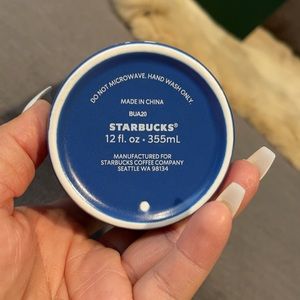 DO NOT MICROWAVE. HAND WASH ONLY.
MADE IN CHINA
BUA20
STARBUCKS®
12 fl. oz • 355mL
MANUFACTURED FOR
STARBUCKS COFFEE COMPANY
SEATTLE WA 98134